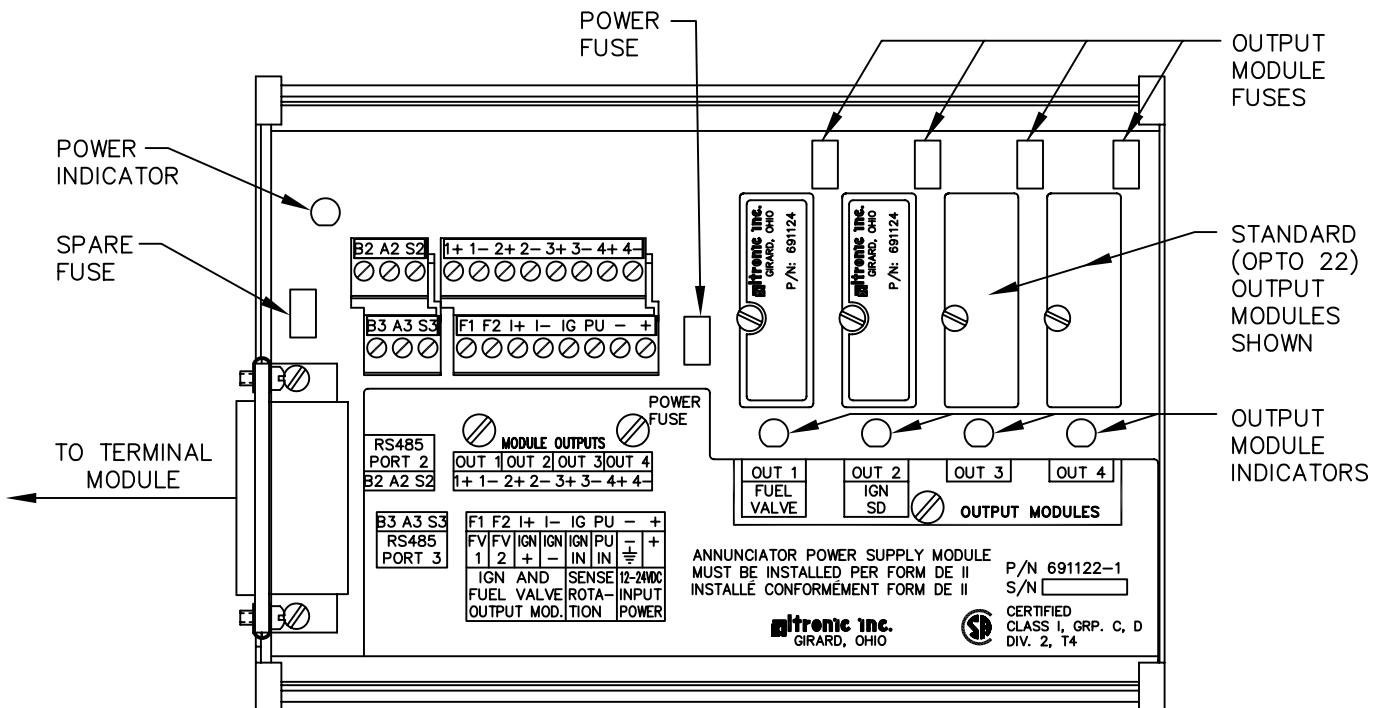 POWER
FUSE
OUTPUT
MODULE
FUSES
POWER
INDICATOR
SPARE
FUSE
B2 A2 S2
1+ 1- 2+ 2- 3+ 3- 4+ 4-
B3 A3 S3
F1 F2 I+ I- IG PU - +
altronic inc.
GIRARD, OHIO
P/N: 691124
altronic inc.
GIRARD, OHIO
P/N: 691124
STANDARD
(OPTO 22)
OUTPUT
MODULES
SHOWN
POWER
FUSE
OUTPUT
MODULE
INDICATORS
TO TERMINAL
MODULE
RS485
PORT 2
B2 A2 S2
MODULE OUTPUTS
OUT 1 OUT 2 OUT 3 OUT 4
1+ 1- 2+ 2- 3+ 3- 4+ 4-
B3 A3 S3
RS485
PORT 3
F1 F2 I+ I- IG PU - +
FV 1
FV 2
IGN +
IGN -
IGN IN
PU IN
-
+
IGN AND
FUEL VALVE
OUTPUT MOD.
SENSE
ROTA-
TION
12-24VDC
INPUT
POWER
OUT 1
FUEL
VALVE
OUT 2
IGN
SD
OUT 3
OUT 4
OUTPUT MODULES
ANNUNCIATOR POWER SUPPLY MODULE
MUST BE INSTALLED PER FORM DE II
INSTALLÉ CONFORMÉMENT FORM DE II
P/N 691122-1
S/N
altronic inc.
GIRARD, OHIO
SA
CERTIFIED
CLASS I, GRP. C, D
DIV. 2, T4